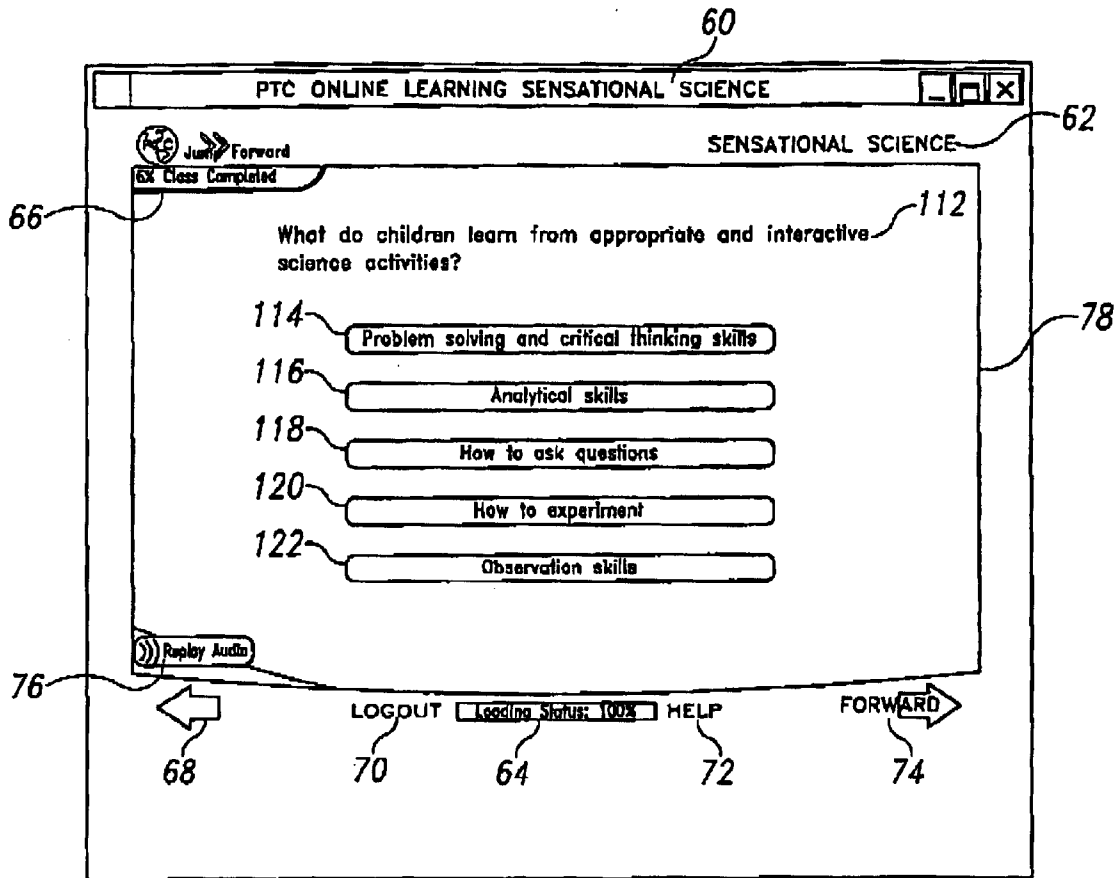 60
PTC ONLINE LEARNING SENSATIONAL SCIENCE
62
Jump Forward
SENSATIONAL SCIENCE
6% Class Completed
66
112
What do children learn from appropriate and interactive
science activities?
114
Problem solving and critical thinking skills
78
116
Analytical skills
118
How to ask questions
120
How to experiment
122
Observation skills
Replay Audio
76
LOGOUT
Loading Status: 100%
HELP
FORWARD
68
70
64
72
74